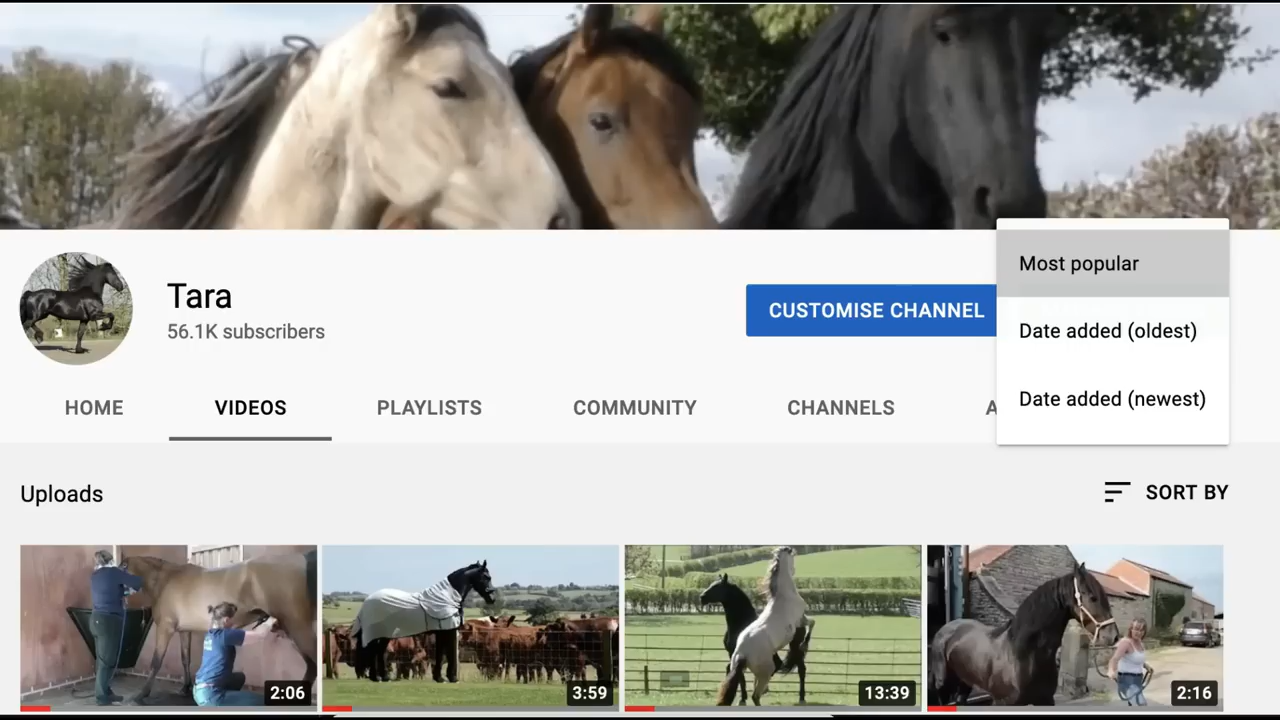 Most popular
Tara
56.1K subscribers
CUSTOMISE CHANNEL
Date added (oldest)
Date added (newest)
HOME
VIDEOS
PLAYLISTS
COMMUNITY
CHANNELS
A
Uploads
SORT BY
2:06
3:59
13:39
2:16